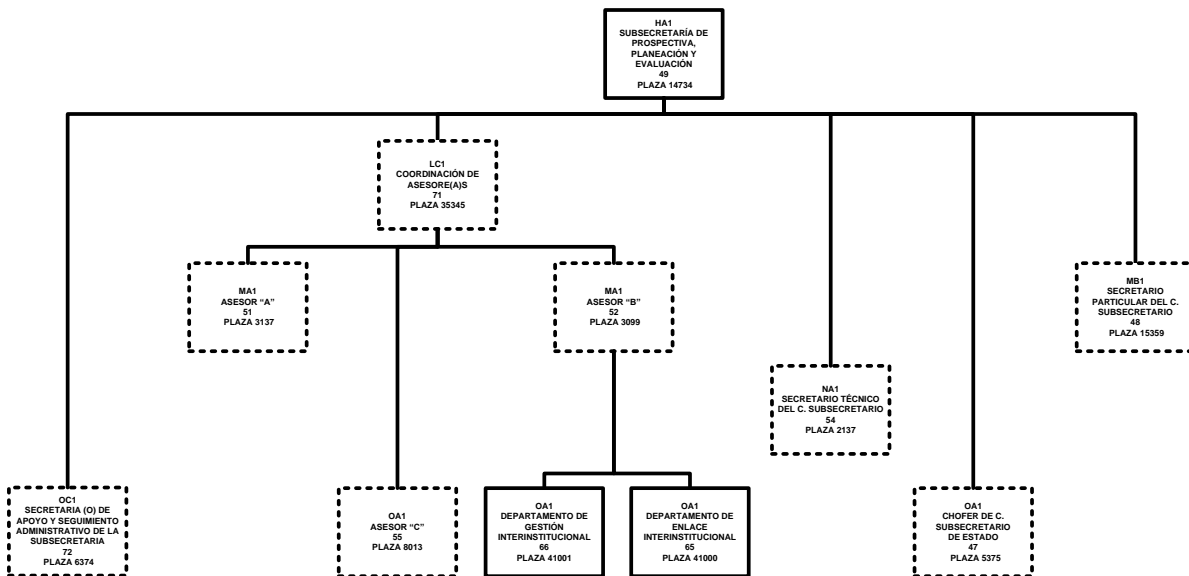 HA1
SUBSECRETARÍA DE
PROSPECTIVA,
PLANEACIÓN Y
EVALUACIÓN
49
PLAZA 14734
LC1
COORDINACIÓN DE
ASESORE(A)S
71
PLAZA 35345
MA1
ASESOR “A”
51
PLAZA 3137
MA1
ASESOR “B”
52
PLAZA 3099
MB1
SECRETARIO
PARTICULAR DEL C.
SUBSECRETARIO
48
PLAZA 15359
NA1
SECRETARIO TÉCNICO
DEL C. SUBSECRETARIO
54
PLAZA 2137
OC1
SECRETARIA (O) DE
APOYO Y SEGUIMIENTO
ADMINISTRATIVO DE LA
SUBSECRETARIA
72
PLAZA 6374
OA1
ASESOR “C”
55
PLAZA 8013
OA1
DEPARTAMENTO DE
GESTIÓN
INTERINSTITUCIONAL
66
PLAZA 41001
OA1
DEPARTAMENTO DE
ENLACE
INTERINSTITUCIONAL
65
PLAZA 41000
OA1
CHOFER DE C.
SUBSECRETARIO
DE ESTADO
47
PLAZA 5375